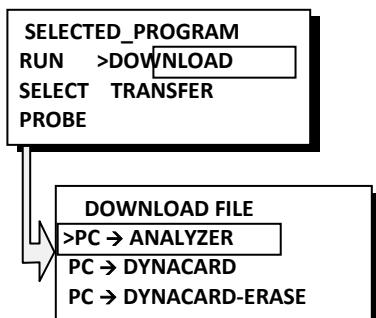 SELECTED_PROGRAM
RUN >DOWNLOAD
SELECT TRANSFER
PROBE
DOWNLOAD FILE
>PC → ANALYZER
PC → DYNACARD
PC → DYNACARD-ERASE